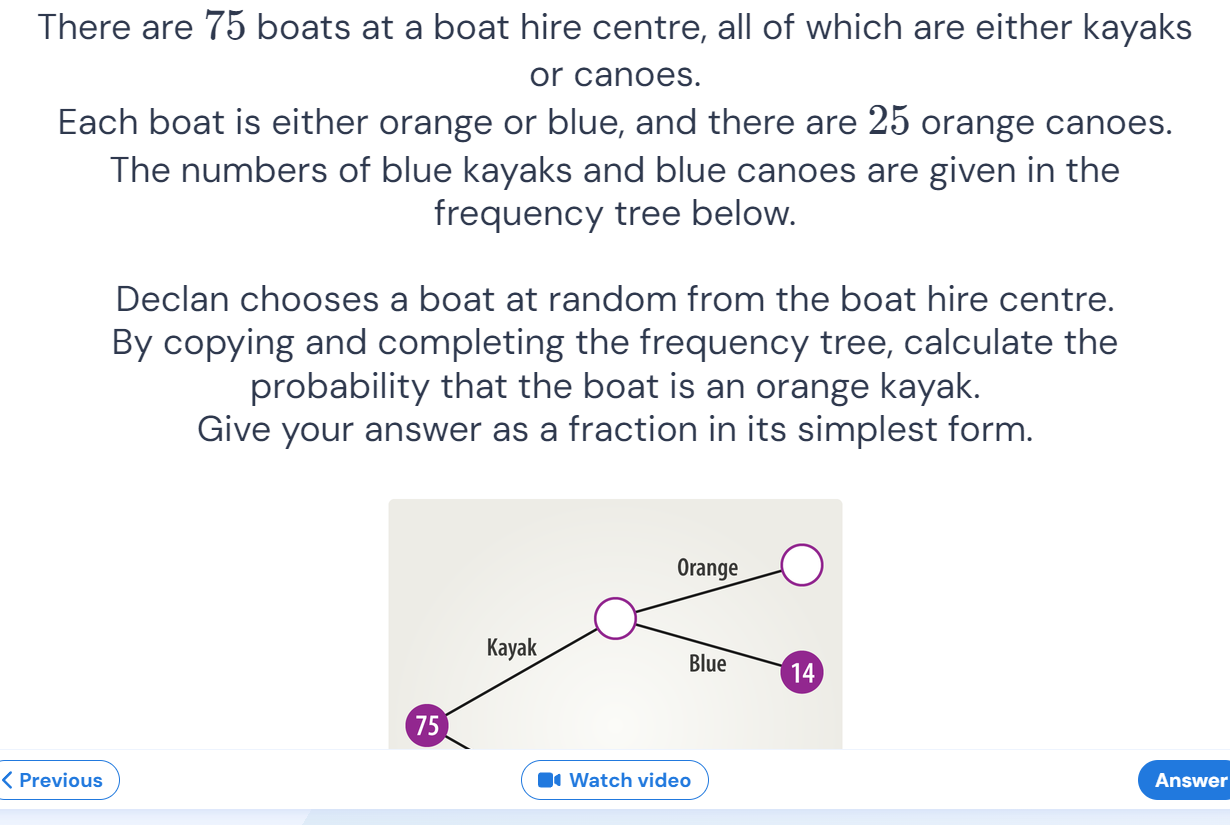 There are 75 boats at a boat hire centre, all of which are either kayaks
or canoes.
Each boat is either orange or blue, and there are 25 orange canoes.
The numbers of blue kayaks and blue canoes are given in the
frequency tree below.
Declan chooses a boat at random from the boat hire centre.
By copying and completing the frequency tree, calculate the
probability that the boat is an orange kayak.
Give your answer as a fraction in its simplest form.
Orange
Kayak
Blue
14
75
Previous
Watch video
Answer